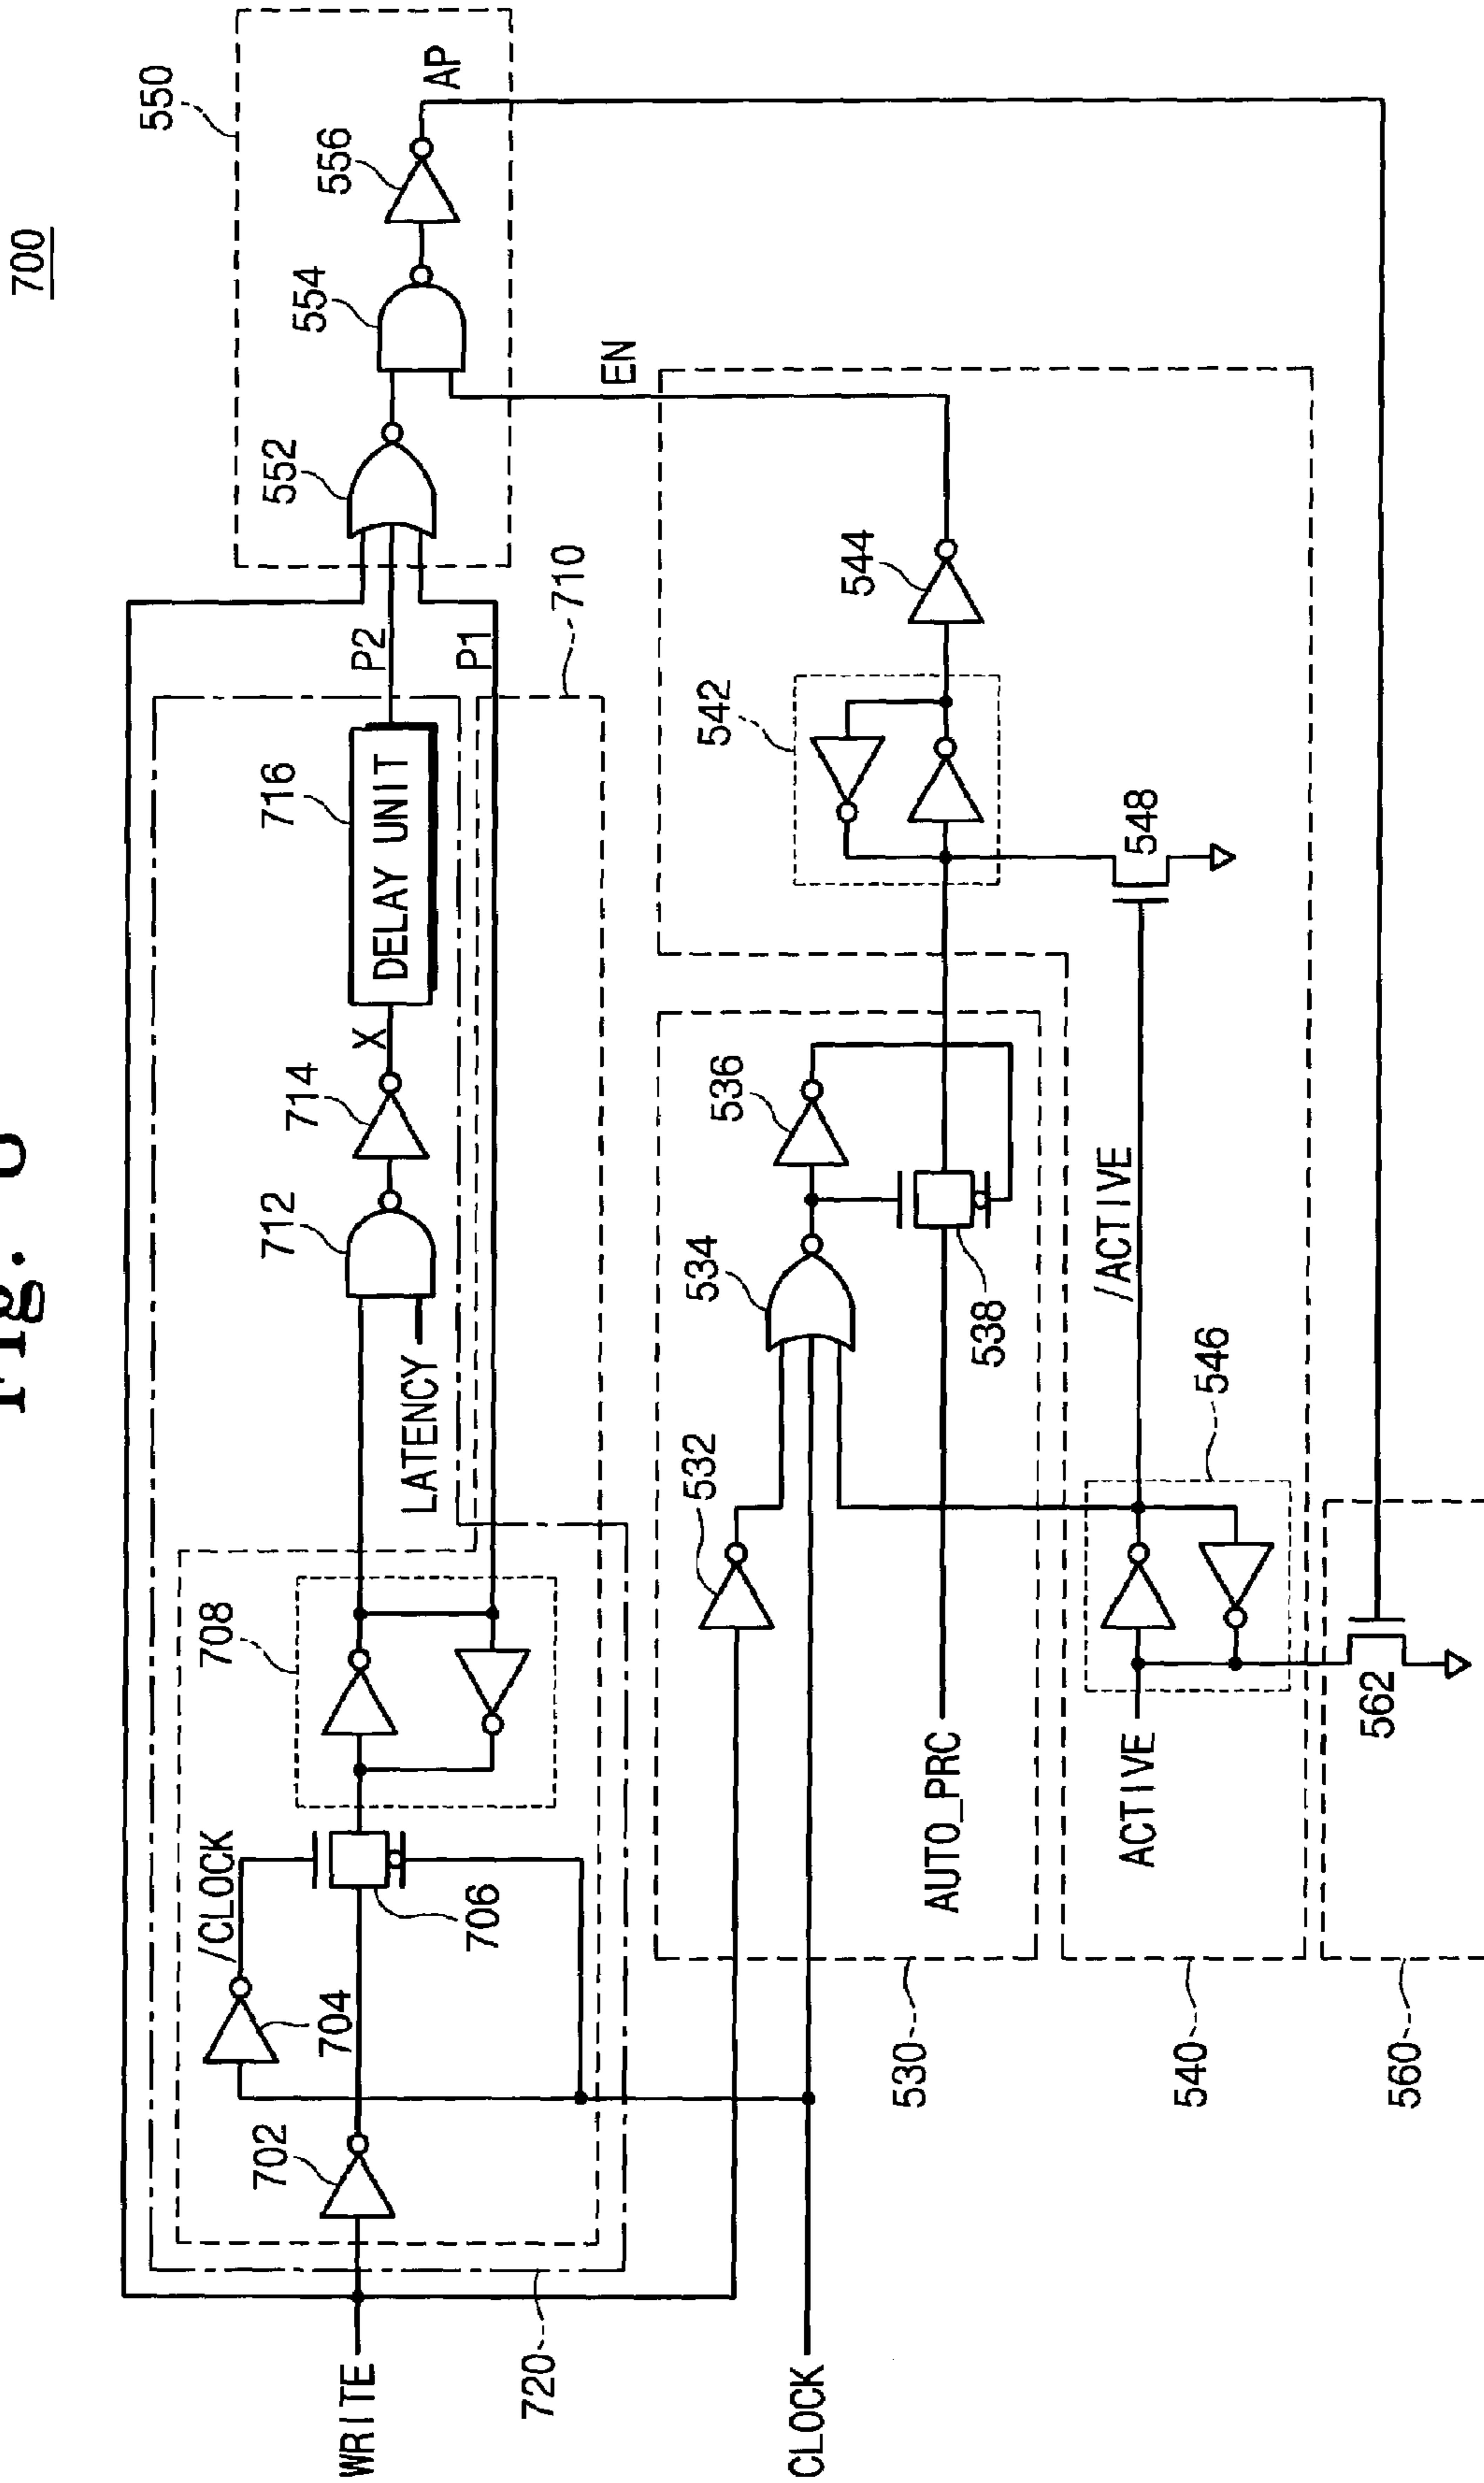 Fig.
700
550
552
554
556
AP
EN
WRITE
720
702
704
/CLOCK
706
708
LATENCY
712
714
X
716
DELAY UNIT
P2
P1
710
CLOCK
530
532
534
536
538
AUTO_PRC
542
544
540
ACTIVE
546
/ACTIVE
548
560
562